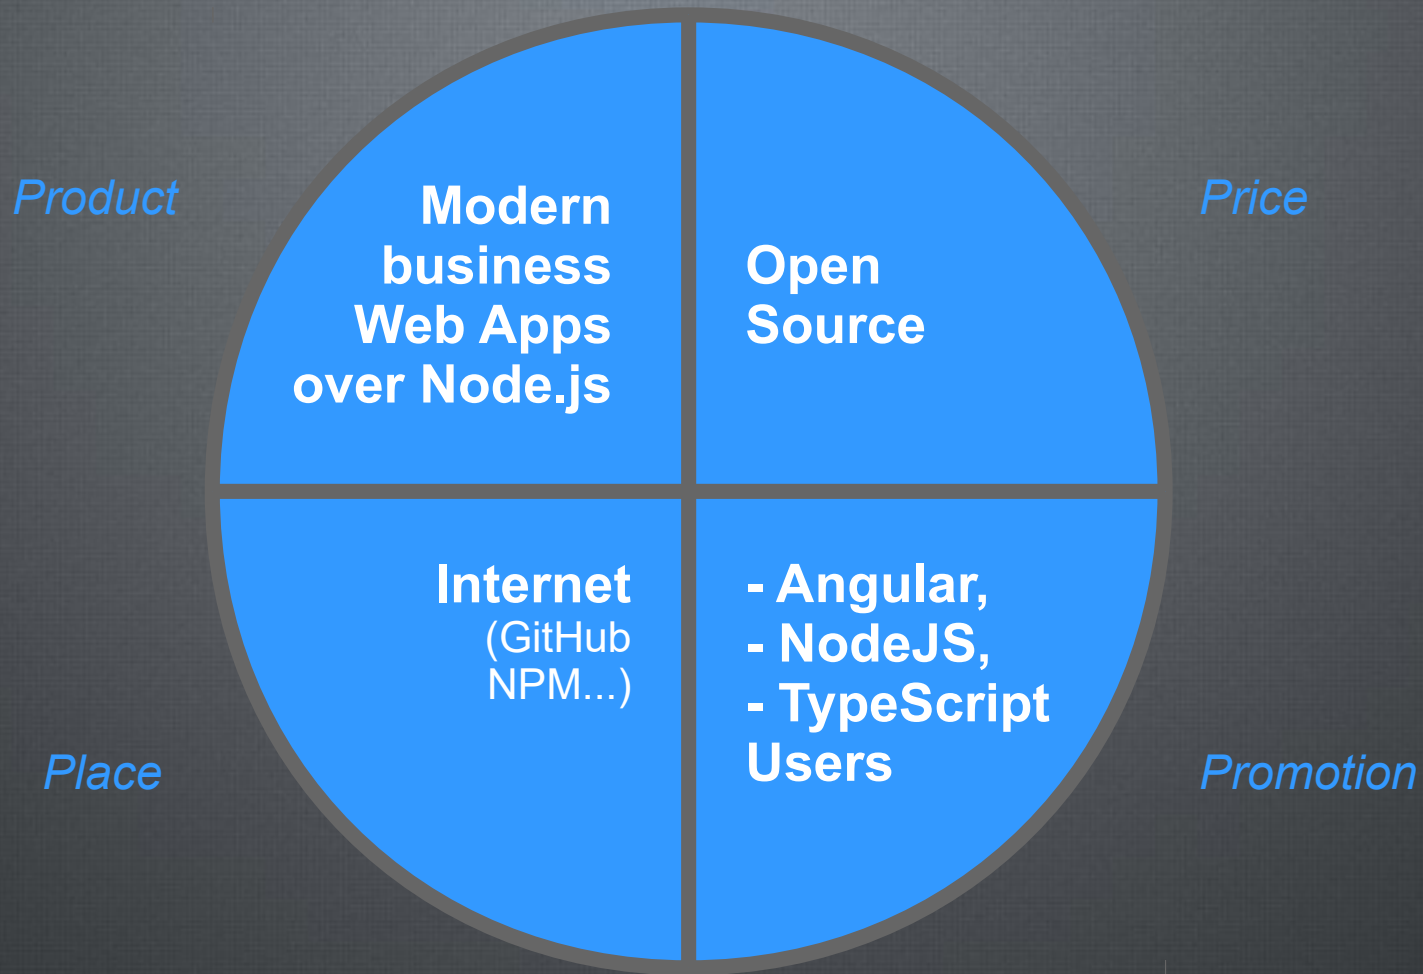 Product
Modern
business
Web Apps
over Node.js
Open
Source
Price
Internet
(GitHub
NPM...)
Place
- Angular,
- NodeJS,
- TypeScript
Users
Promotion